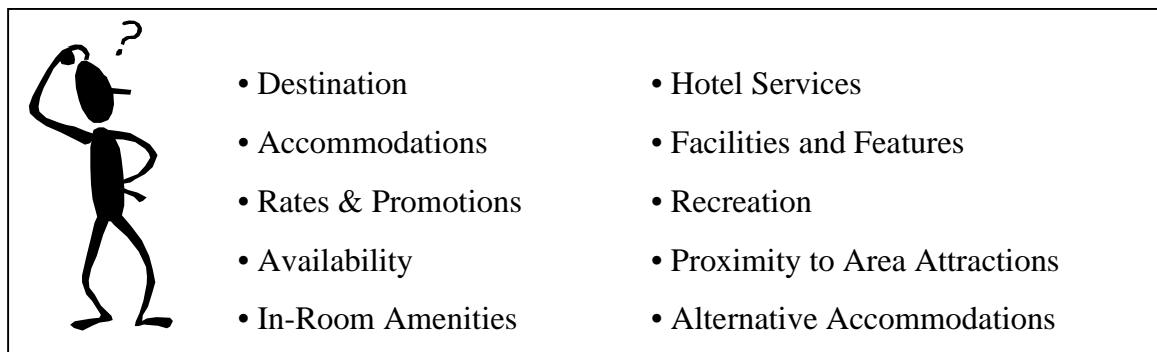 ?
• Destination
• Accommodations
• Rates & Promotions
• Availability
• In-Room Amenities
• Hotel Services
• Facilities and Features
• Recreation
• Proximity to Area Attractions
• Alternative Accommodations